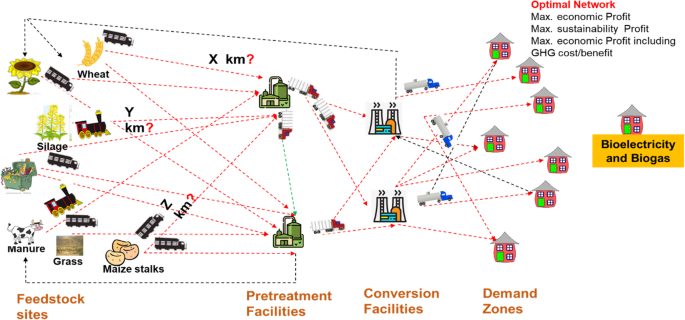 Optimal Network
Max. economic Profit
Max. sustainability Profit
Max. economic Profit including
GHG cost/benefit
Wheat
X km?
Y
km?
Silage
Z
km?
Manure
Grass
Maize stalks
Bioelectricity
and Biogas
Feedstock
sites
Pretreatment
Facilities
Conversion
Facilities
Demand
Zones